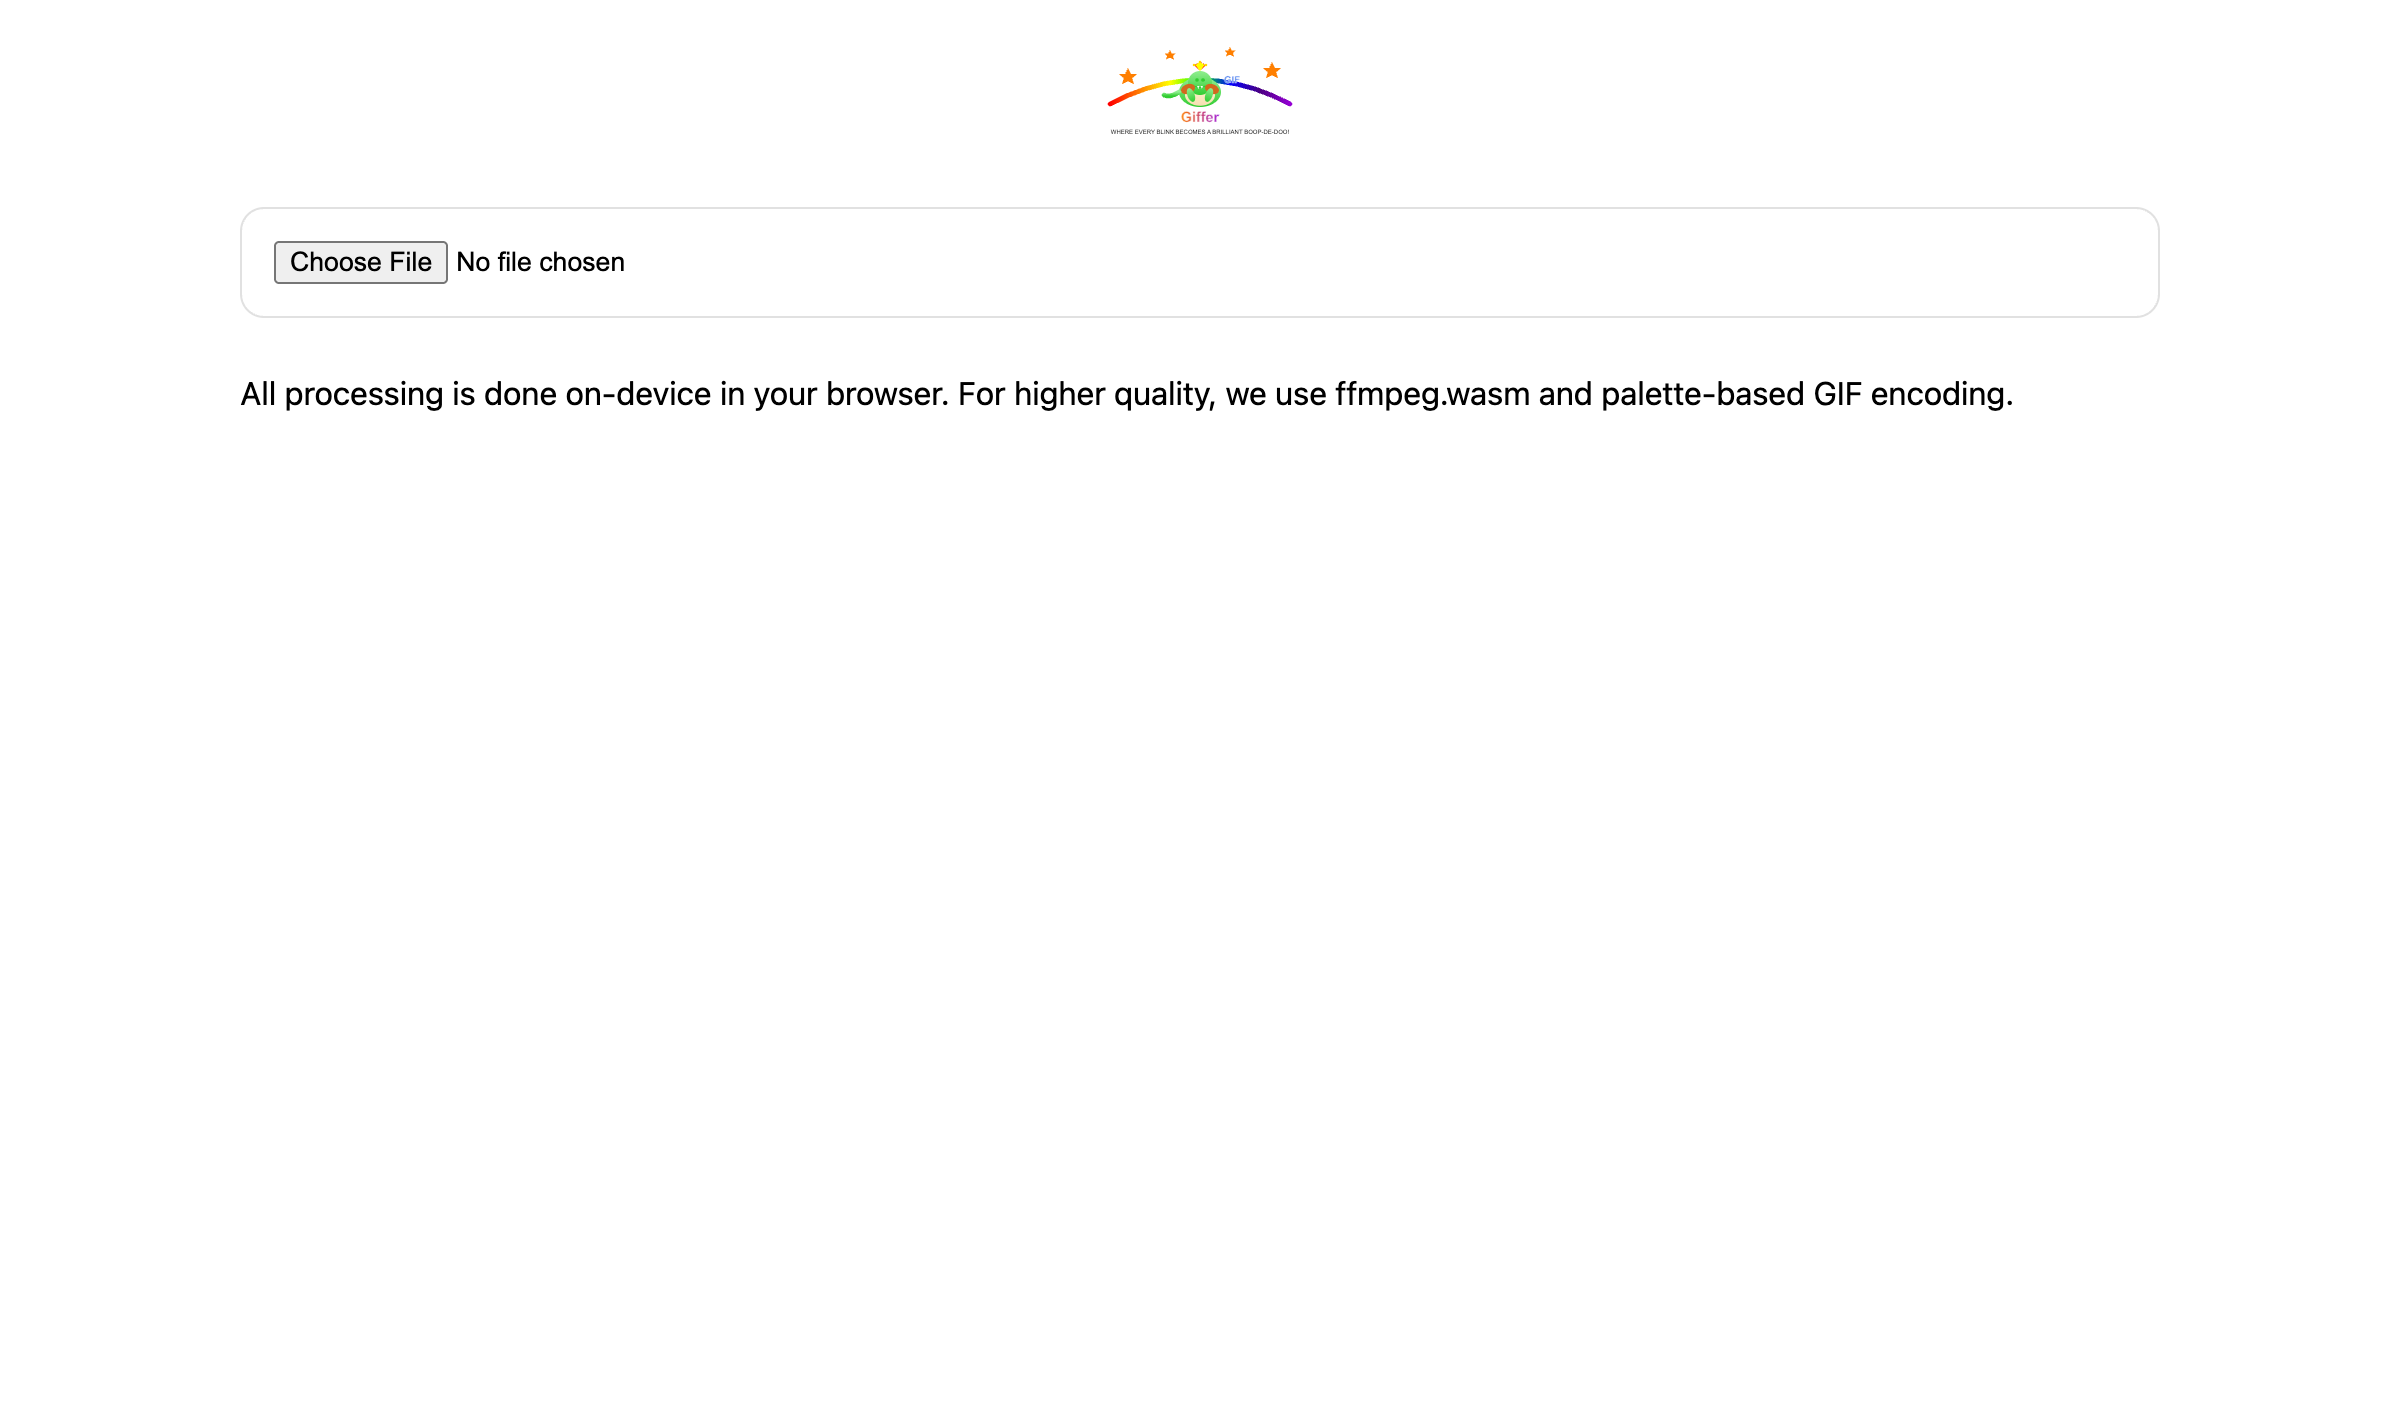 GIF
Giffer
WHERE EVERY BLINK BECOMES A BRILLIANT BOOP-DE-DOO!
Choose File No file chosen
All processing is done on-device in your browser. For higher quality, we use ffmpeg.wasm and palette-based GIF encoding.